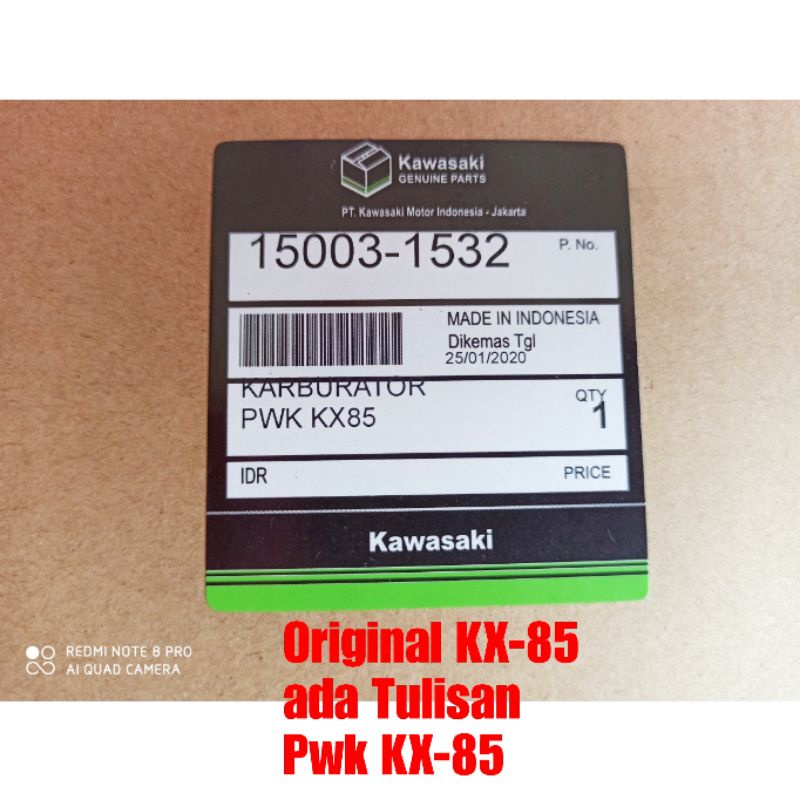 Kawasaki
GENUINE PARTS
PT. Kawasaki Motor Indonesia - Jakarta
15003-1532
P. No.
MADE IN INDONESIA
Dikemas Tgl
25/01/2020
KARBURATOR
PWK KX85
QTY
1
IDR
PRICE
Kawasaki
REDMI NOTE 8 PRO
AI QUAD CAMERA
Original KX-85
ada Tulisan
Pwk KX-85